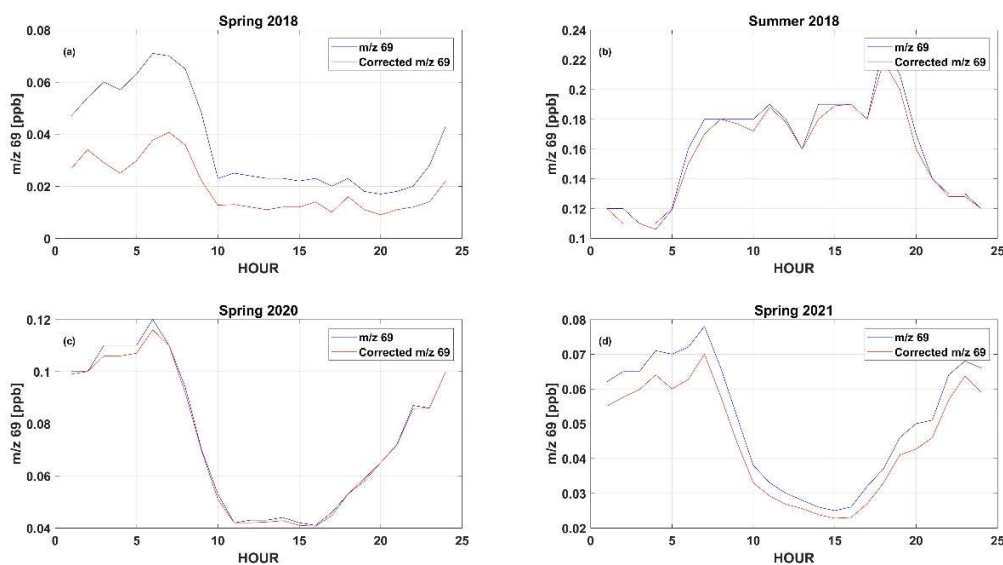 Spring 2018
(a)
m/z 69
Corrected m/z 69
0.08
0.06
0.04
0.02
0
m/z 69 [ppb]
0 5 10 15 20 25
HOUR
Summer 2018
(b)
m/z 69
Corrected m/z 69
0.24
0.22
0.2
0.18
0.16
0.14
0.12
0.1
m/z 69 [ppb]
0 5 10 15 20 25
HOUR
Spring 2020
(c)
m/z 69
Corrected m/z 69
0.12
0.1
0.08
0.06
0.04
m/z 69 [ppb]
0 5 10 15 20 25
HOUR
Spring 2021
(d)
m/z 69
Corrected m/z 69
0.08
0.07
0.06
0.05
0.04
0.03
0.02
m/z 69 [ppb]
0 5 10 15 20 25
HOUR